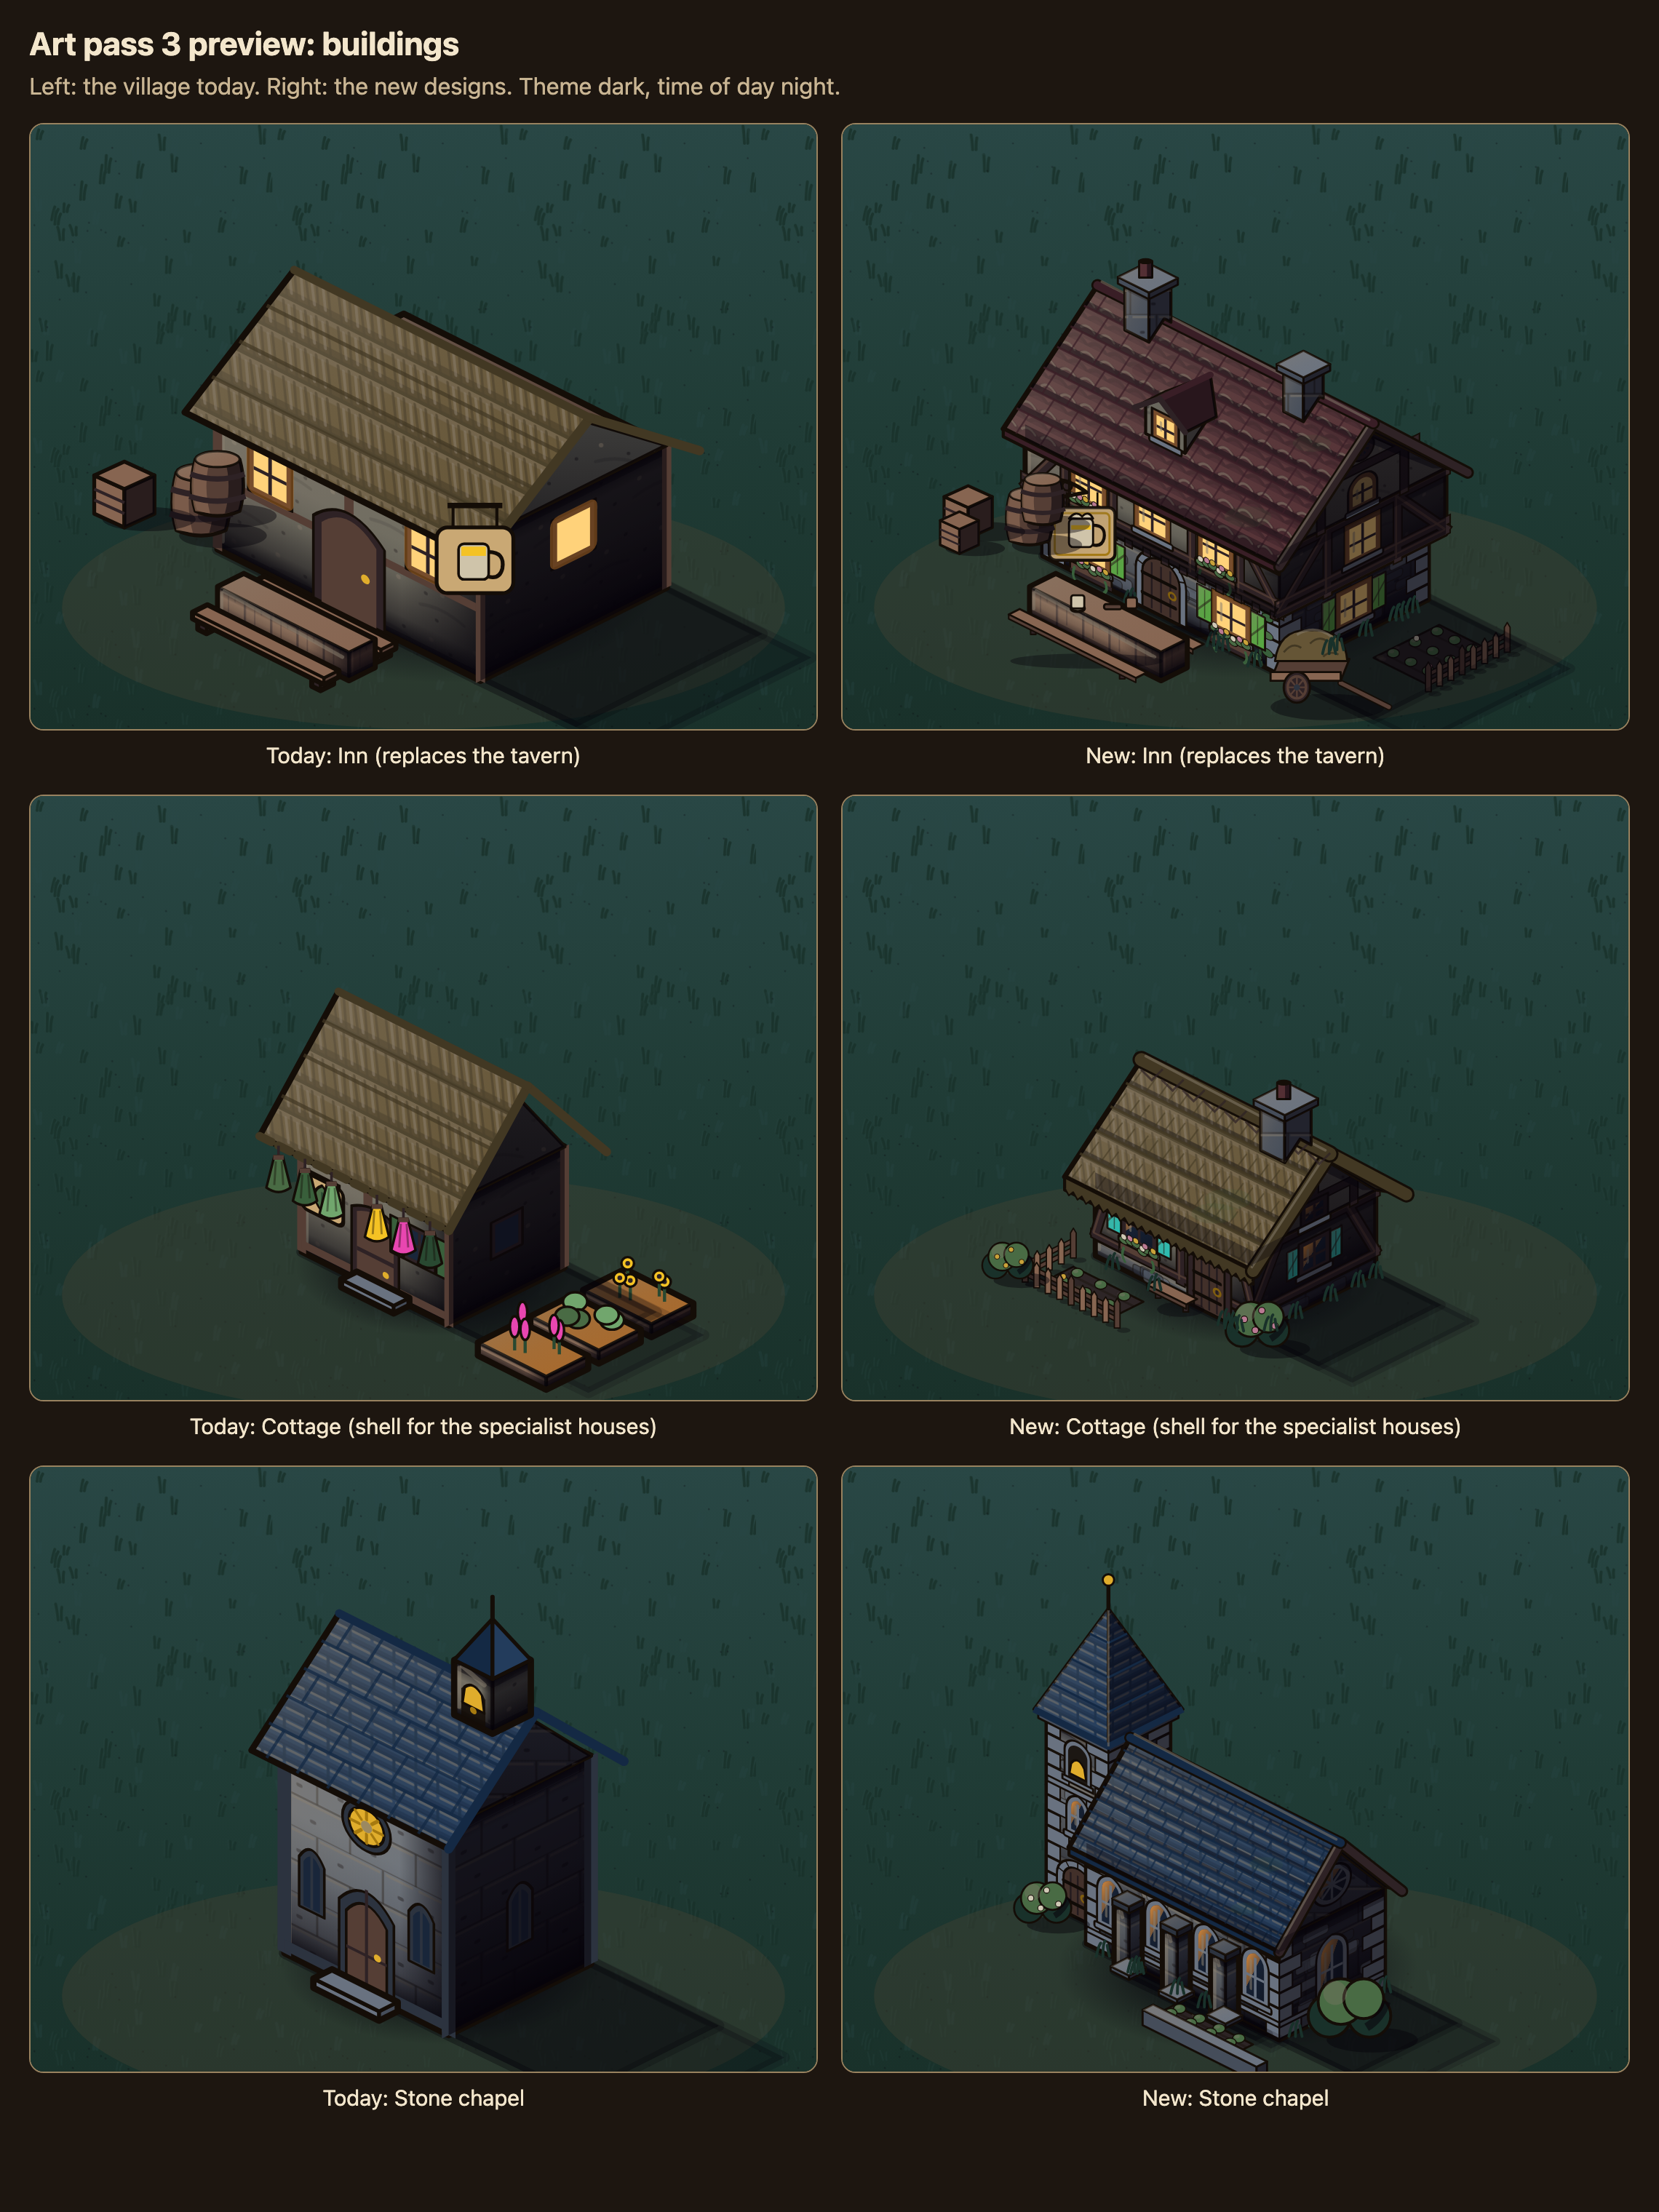 Art pass 3 preview: buildings
Left: the village today. Right: the new designs. Theme dark, time of day night.
Today: Inn (replaces the tavern)
New: Inn (replaces the tavern)
Today: Cottage (shell for the specialist houses)
New: Cottage (shell for the specialist houses)
Today: Stone chapel
New: Stone chapel